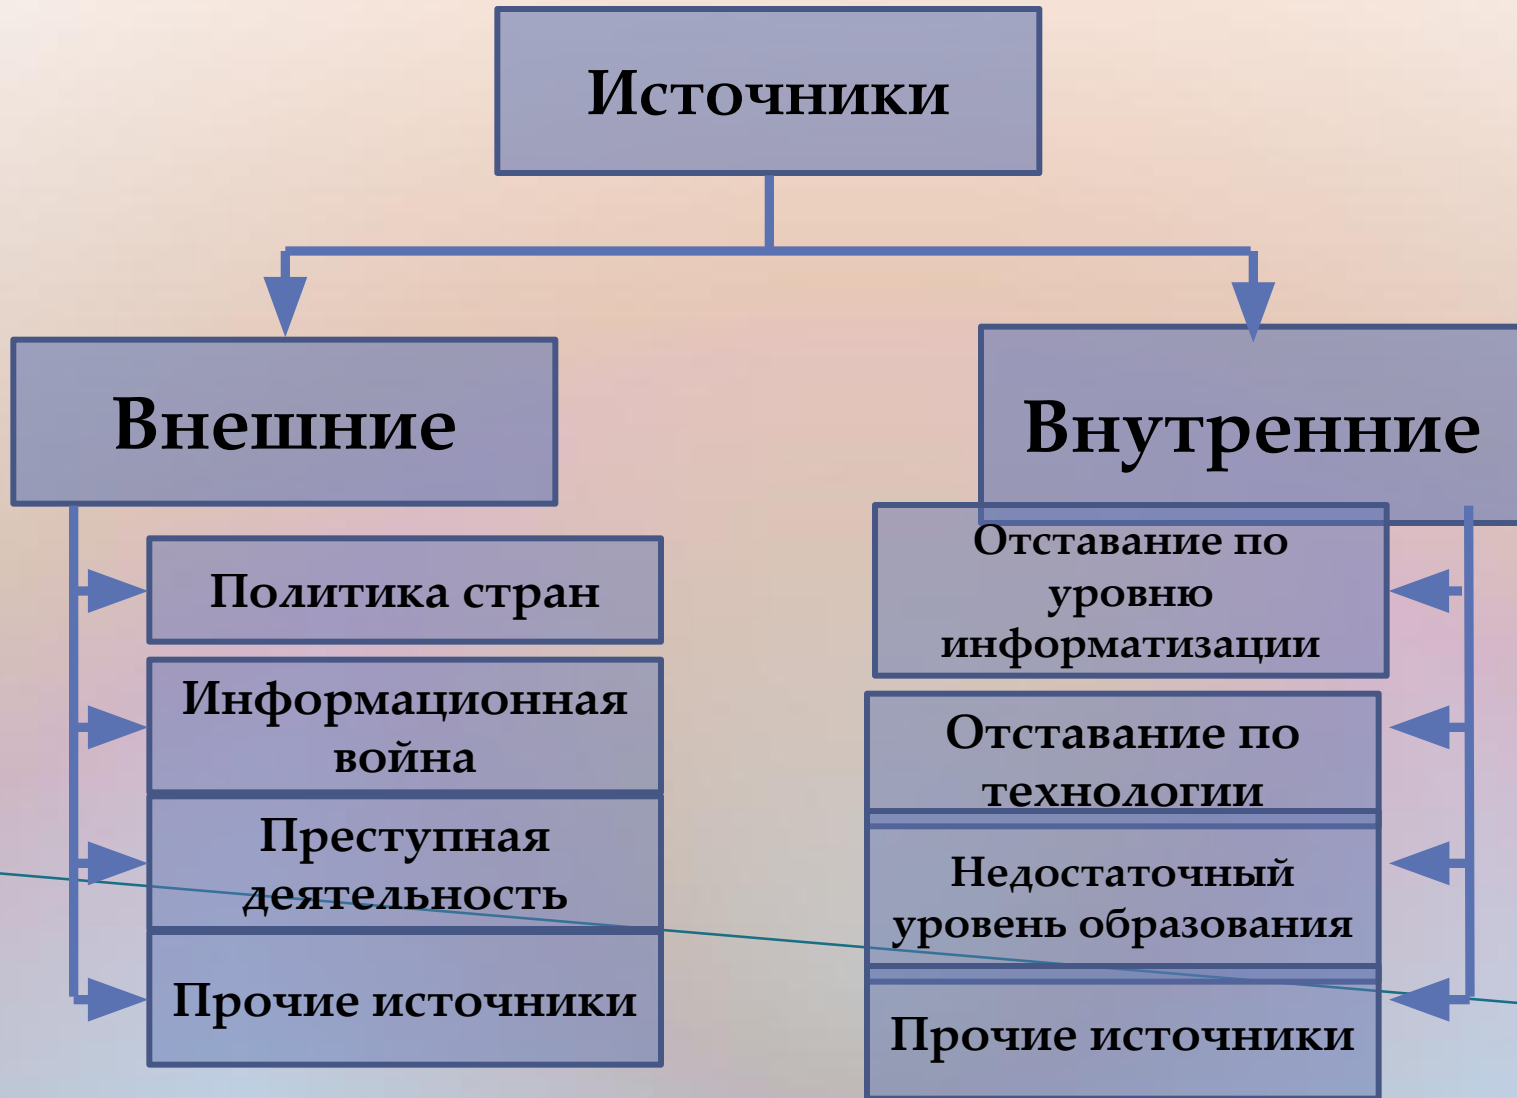 Источники
Внешние
Политика стран
Информационная
война
Преступная
деятельность
Прочие источники
Внутренние
Отставание по
уровню
информатизации
Отставание по
технологии
Недостаточный
уровень образования
Прочие источники